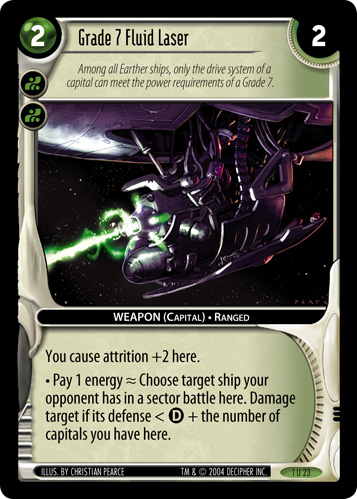 2 Grade 7 Fluid Laser 2
Among all Earther ships, only the drive system of a
capital can meet the power requirements of a Grade 7.
PEARCE
WEAPON (CAPITAL) • RANGED
You cause attrition +2 here.
• Pay 1 energy ≈ Choose target ship your
opponent has in a sector battle here. Damage
target if its defense < D + the number of
capitals you have here.
ILLUS. BY CHRISTIAN PEARCE TM & © 2004 DECIPHER INC. 1 U 23